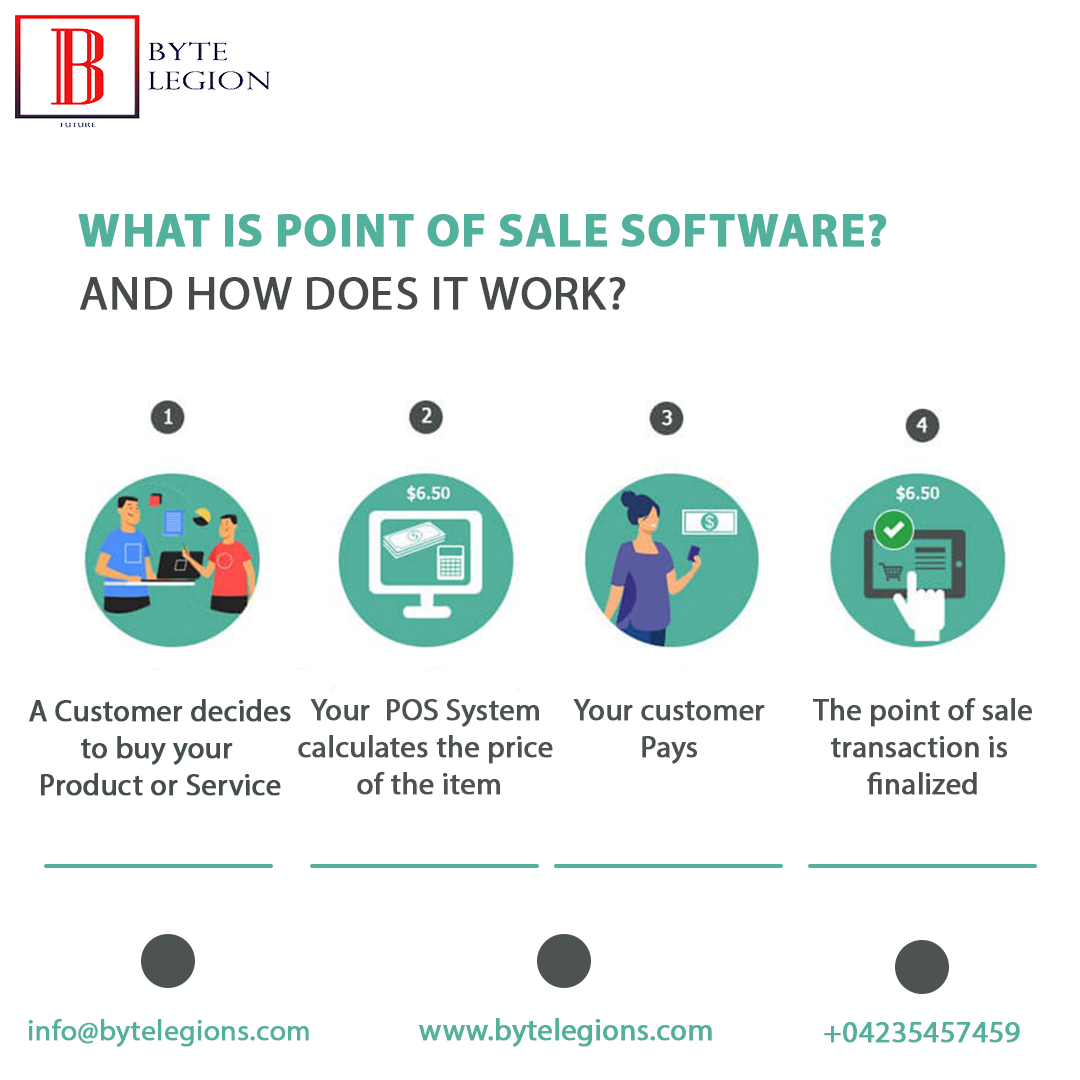 B
BYTE
LEGION
FUTURE
WHAT IS POINT OF SALE SOFTWARE?
AND HOW DOES IT WORK?
1
2
3
4
$6.50
$
$
$6.50
A Customer decides
to buy your
Product or Service
Your POS System
calculates the price
of the item
Your customer
Pays
The point of sale
transaction is
finalized
info@bytelegions.com
www.bytelegions.com
+04235457459